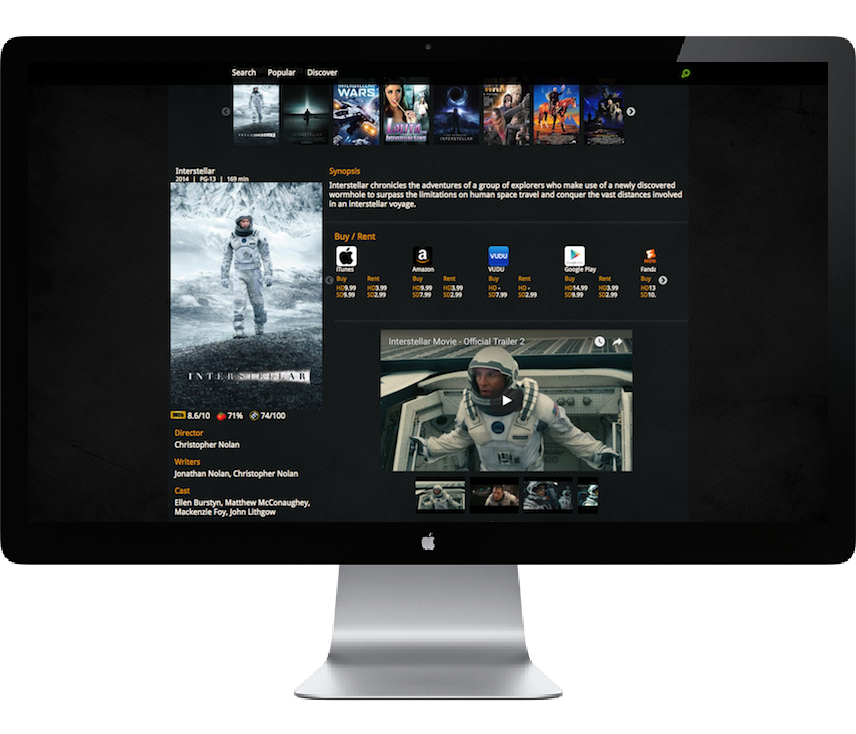 Search Popular Discover
INTERSTELLAR
WARS
Interstellar
2014 | PG-13 | 169 min
Synopsis
Interstellar chronicles the adventures of a group of explorers who make use of a newly discovered
wormhole to surpass the limitations on human space travel and conquer the vast distances involved
in an interstellar voyage.
Buy / Rent
iTunes
Buy Rent
HD9.99 HD3.99
SD9.99 SD2.99
a
Amazon
Buy Rent
HD9.99 HD3.99
SD7.99 SD2.99
VUDU
VUDU
Buy Rent
HD - HD -
SD7.99 SD2.99
Google Play
Buy Rent
HD14.99 HD3.99
SD9.99 SD2.99
Fanda
Buy
HD13
SD10.
INTERSTELLAR
Interstellar Movie - Official Trailer 2
IMDb 8.6/10 71% 74/100
Director
Christopher Nolan
Writers
Jonathan Nolan, Christopher Nolan
Cast
Ellen Burstyn, Matthew McConaughey,
Mackenzie Foy, John Lithgow